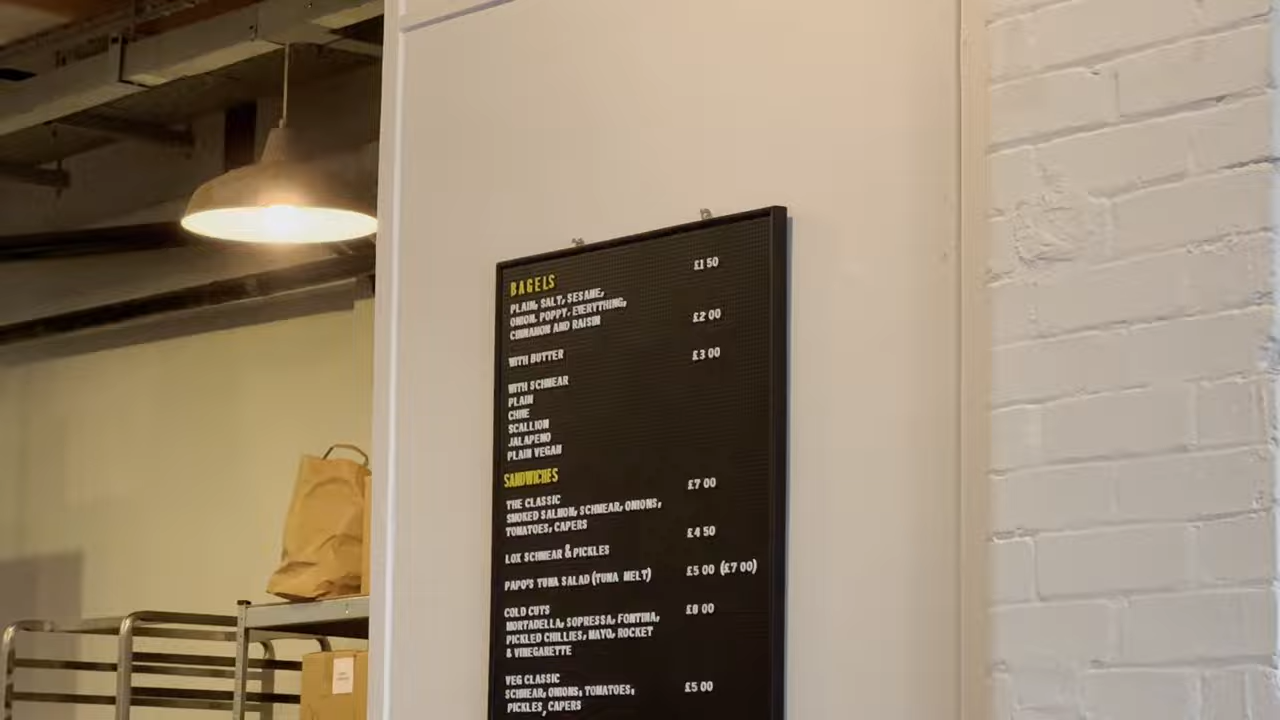 BAGELS £1 50
PLAIN, SALT, SESAME,
ONION, POPPY, EVERYTHING,
CINNAMON AND RAISIN £2 00
WITH BUTTER £3 00
WITH SCHMEAR
PLAIN
CHIVE
SCALLION
JALAPENO
PLAIN VEGAN
SANDWICHES
THE CLASSIC £7 00
SMOKED SALMON, SCHMEAR, ONIONS,
TOMATOES, CAPERS
LOX SCHMEAR & PICKLES £4 50
PAPO'S TUNA SALAD (TUNA MELT) £5 00 (£7 00)
COLD CUTS £8 00
MORTADELLA, SOPRESSA, FONTINA,
PICKLED CHILLIES, MAYO, ROCKET
& VINEGARETTE
VEG CLASSIC
SCHMEAR, ONIONS, TOMATOES, £5 00
PICKLES, CAPERS